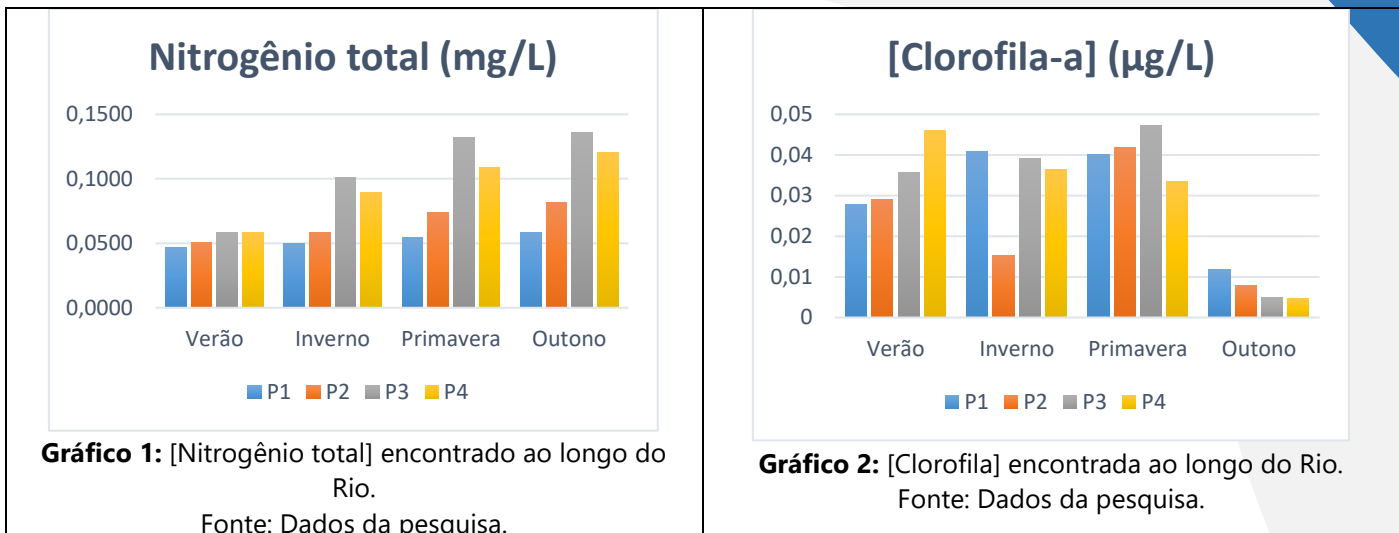 Nitrogênio total (mg/L)
0,1500
0,1000
0,0500
0,0000
Verão Inverno Primavera Outono
P1 P2 P3 P4
Gráfico 1: [Nitrogênio total] encontrado ao longo do
Rio.
Fonte: Dados da pesquisa.
[Clorofila-a] (µg/L)
0,05
0,04
0,03
0,02
0,01
0
Verão Inverno Primavera Outono
P1 P2 P3 P4
Gráfico 2: [Clorofila] encontrada ao longo do Rio.
Fonte: Dados da pesquisa.